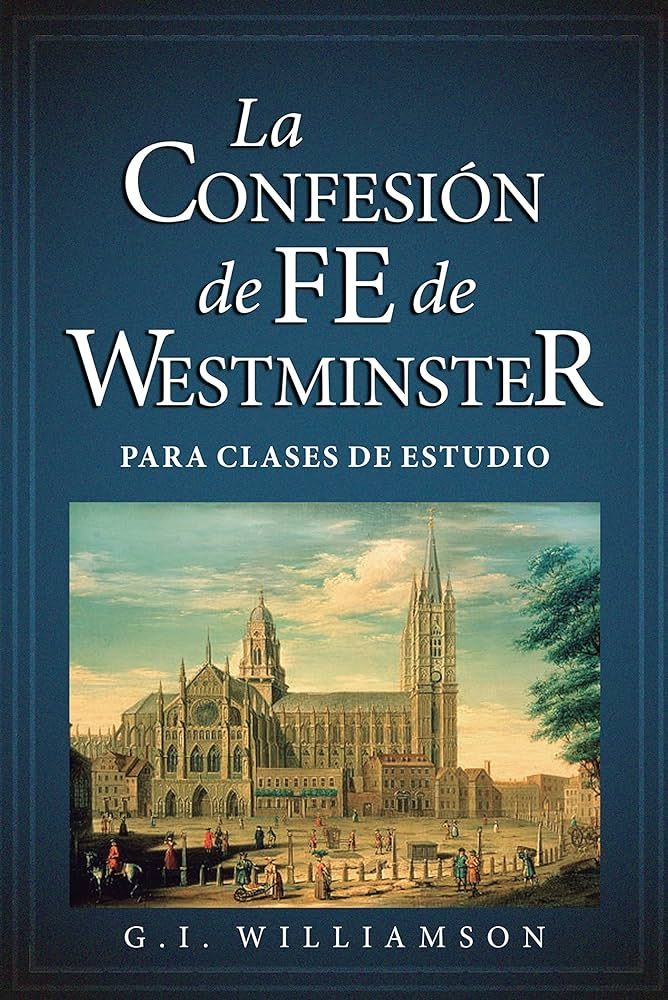 La
Confesión
de FE de
Westminster
PARA CLASES DE ESTUDIO
G.I. WILLIAMSON